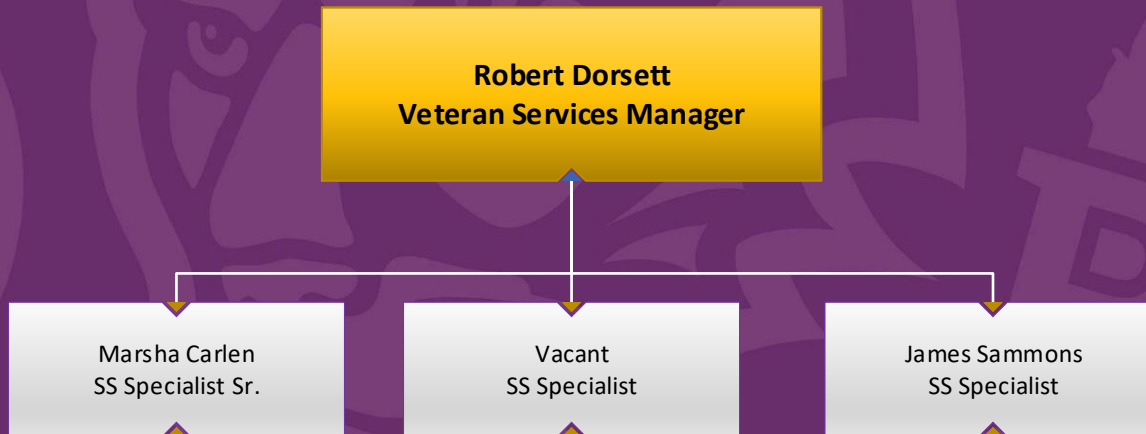 Robert Dorsett
Veteran Services Manager
Marsha Carlen
SS Specialist Sr.
Vacant
SS Specialist
James Sammons
SS Specialist